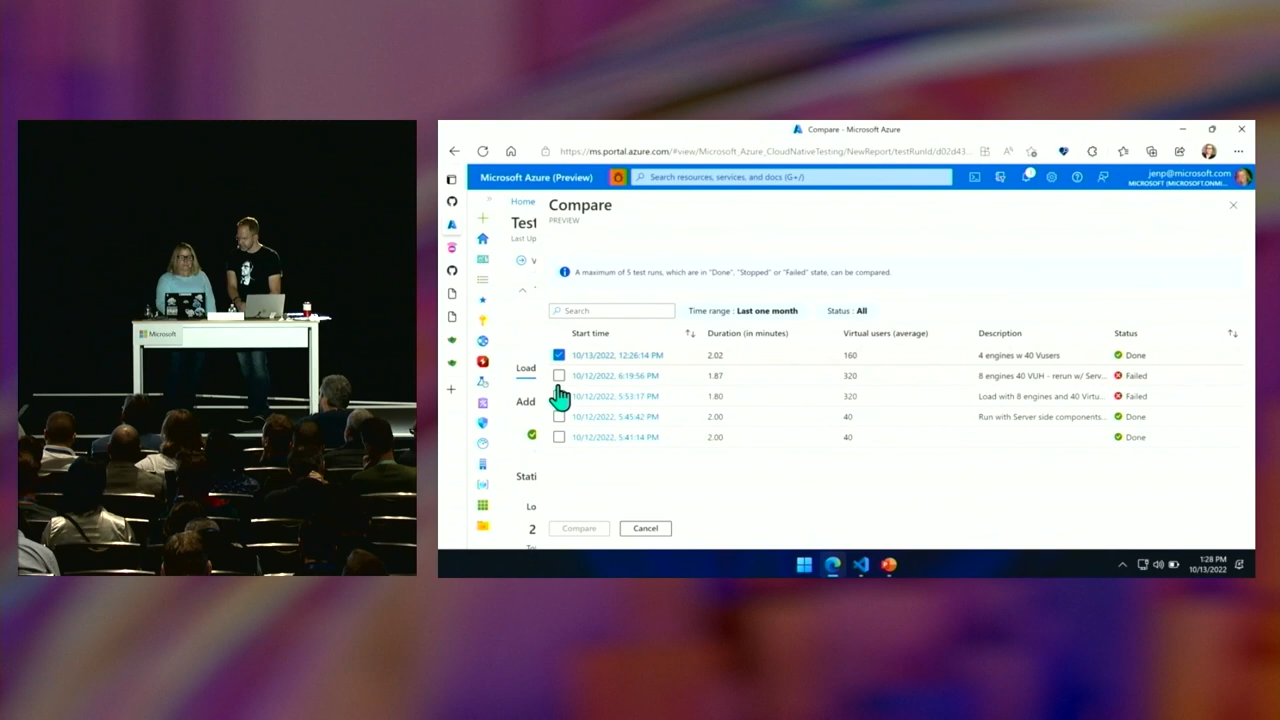 Microsoft
Compare - Microsoft Azure
https://ms.portal.azure.com/#view/Microsoft_Azure_CloudNativeTesting/NewReport/testRunId/d02d43...
Microsoft Azure (Preview)
Search resources, services, and docs (G+/)
1
jenp@microsoft.com
MICROSOFT (MICROSOFT.ONMI...
Home
Compare
PREVIEW
Test
Last Up
A maximum of 5 test runs, which are in "Done", "Stopped" or "Failed" state, can be compared.
Search
Time range : Last one month
Status : All
Start time Duration (in minutes) Virtual users (average) Description Status
10/13/2022, 12:26:14 PM 2.02 160 4 engines w 40 Vusers Done
10/12/2022, 6:19:56 PM 1.87 320 8 engines 40 VUH - rerun w/ Serv... Failed
10/12/2022, 5:53:17 PM 1.80 320 Load with 8 engines and 40 Virtu... Failed
10/12/2022, 5:45:42 PM 2.00 40 Run with Server side components... Done
10/12/2022, 5:41:14 PM 2.00 40 Done
Load
Add
Stati
Lo
2
Compare
Cancel
1:28 PM
10/13/2022